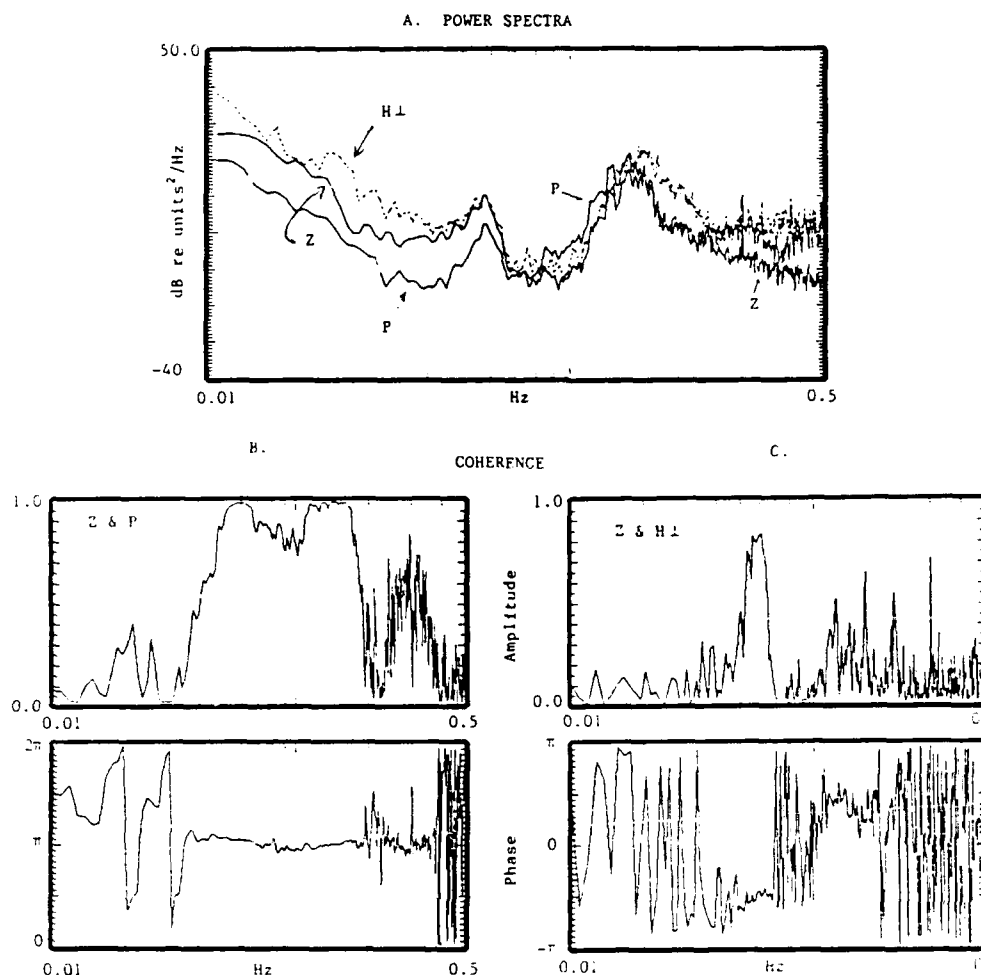 A. POWER SPECTRA
50.0
H⊥
P
dB re units²/Hz
Z
P
Z
-40
0.01
Hz
0.5
B.
C.
COHERENCE
1.0
Z & P
0.0
0.01
0.5
1.0
Z & H⊥
Amplitude
0.0
0.01
2π
π
0
0.01
Hz
0.5
π
Phase
0
-π
0.01
Hz